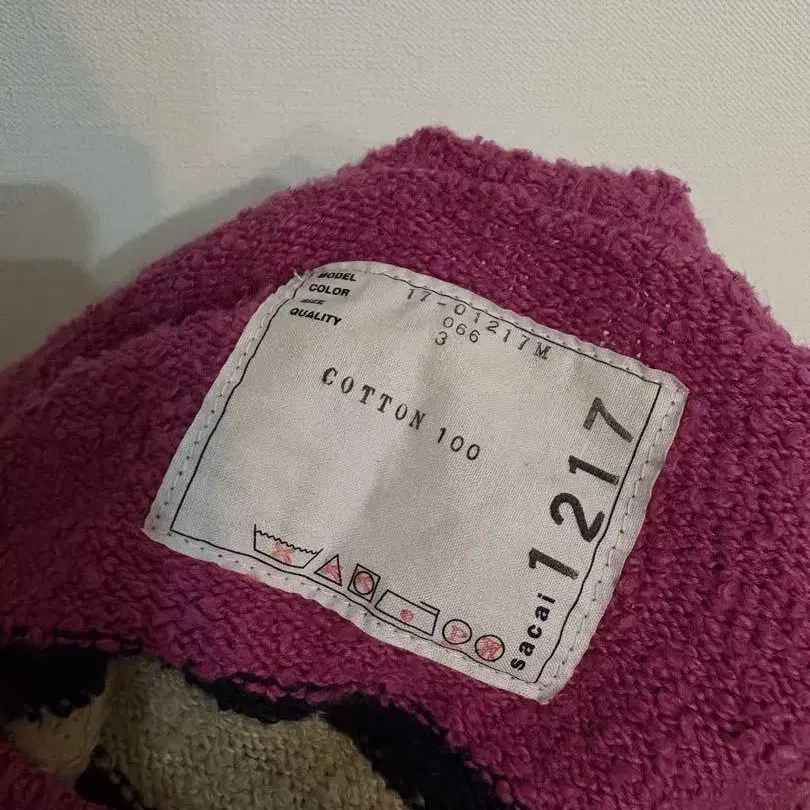 MODEL 17-01217M
COLOR 066
SIZE 3
QUALITY
COTTON 100
P
W
sacai 1217